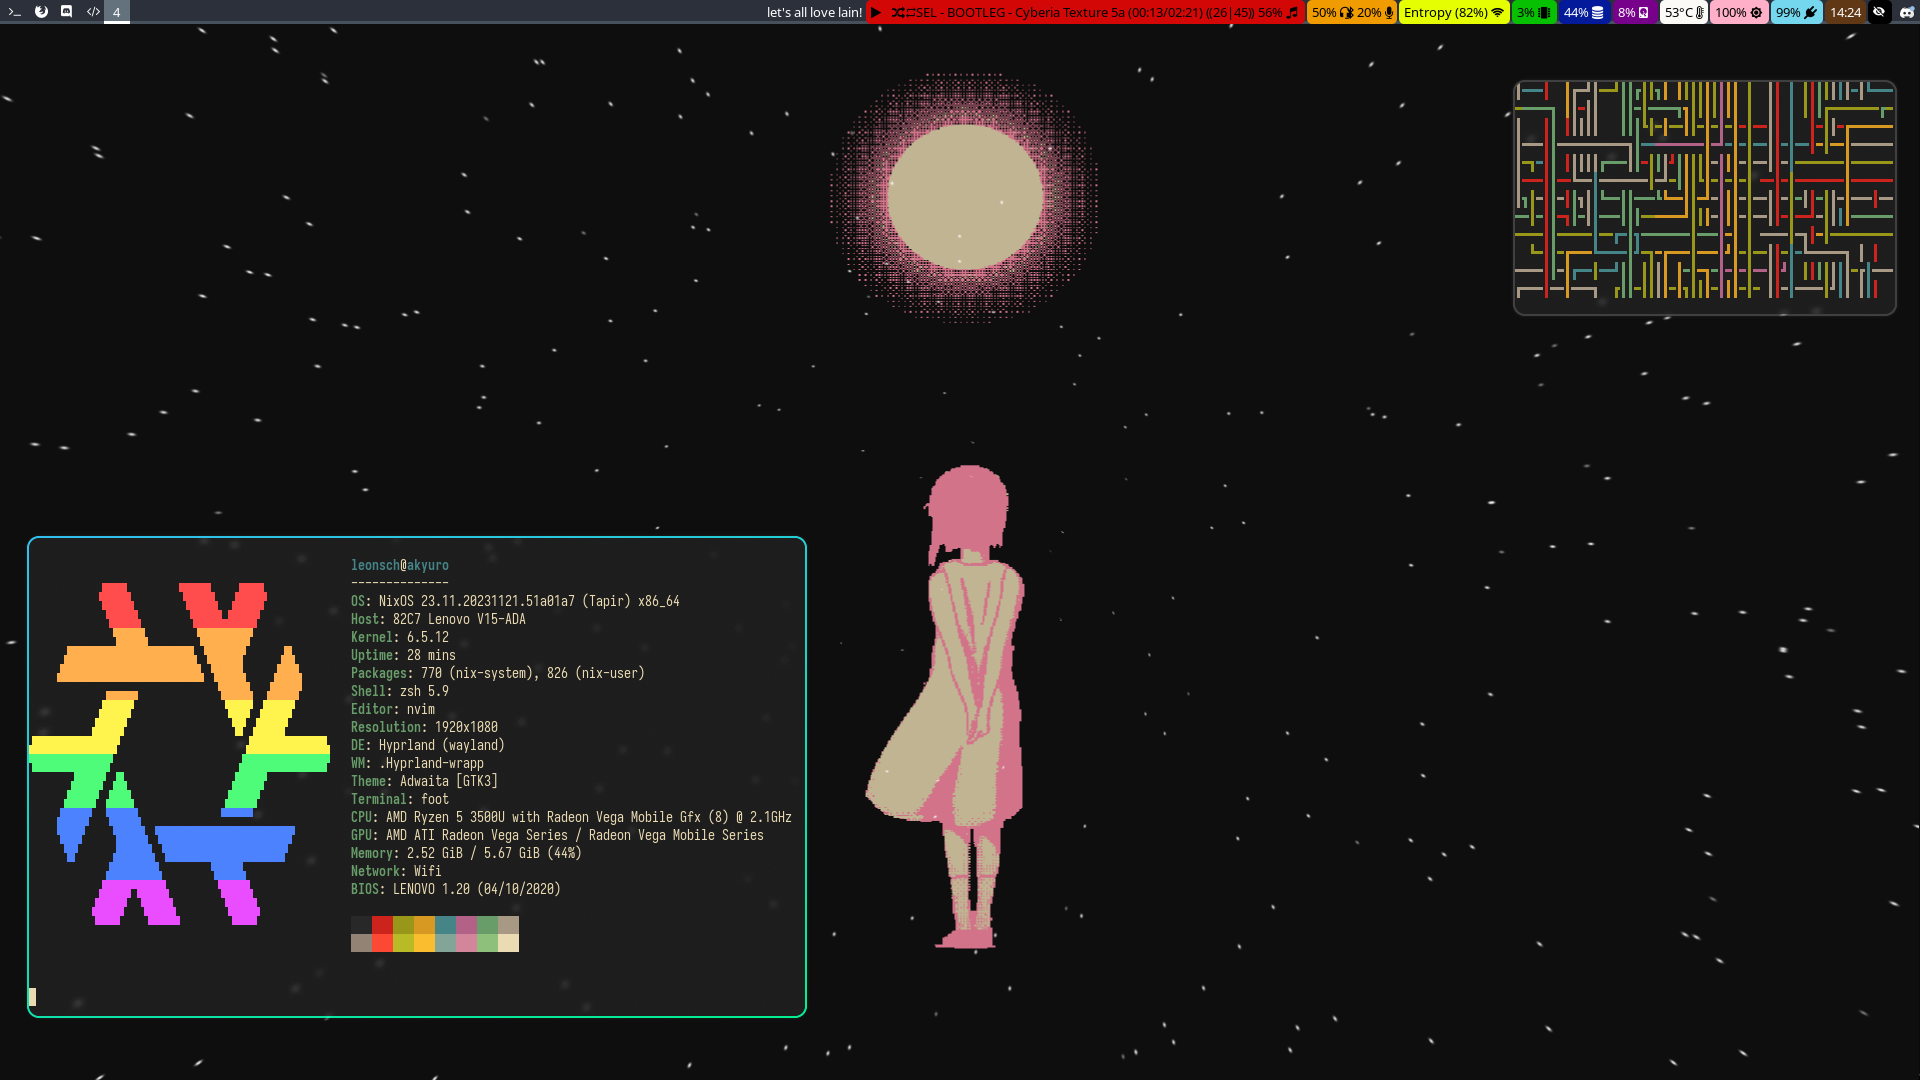 4 let's all love lain! SEL - BOOTLEG - Cyberia Texture 5a (00:13/02:21) ((26|45)) 56% 50% 20% Entropy (82%) 3% 44% 8% 53°C 100% 99% 14:24
leonsch@akyuro
--------------
OS: NixOS 23.11.20231121.51a01a7 (Tapir) x86_64
Host: 82C7 Lenovo V15-ADA
Kernel: 6.5.12
Uptime: 28 mins
Packages: 770 (nix-system), 826 (nix-user)
Shell: zsh 5.9
Editor: nvim
Resolution: 1920x1080
DE: Hyprland (wayland)
WM: .Hyprland-wrapp
Theme: Adwaita [GTK3]
Terminal: foot
CPU: AMD Ryzen 5 3500U with Radeon Vega Mobile Gfx (8) @ 2.1GHz
GPU: AMD ATI Radeon Vega Series / Radeon Vega Mobile Series
Memory: 2.52 GiB / 5.67 GiB (44%)
Network: Wifi
BIOS: LENOVO 1.20 (04/10/2020)